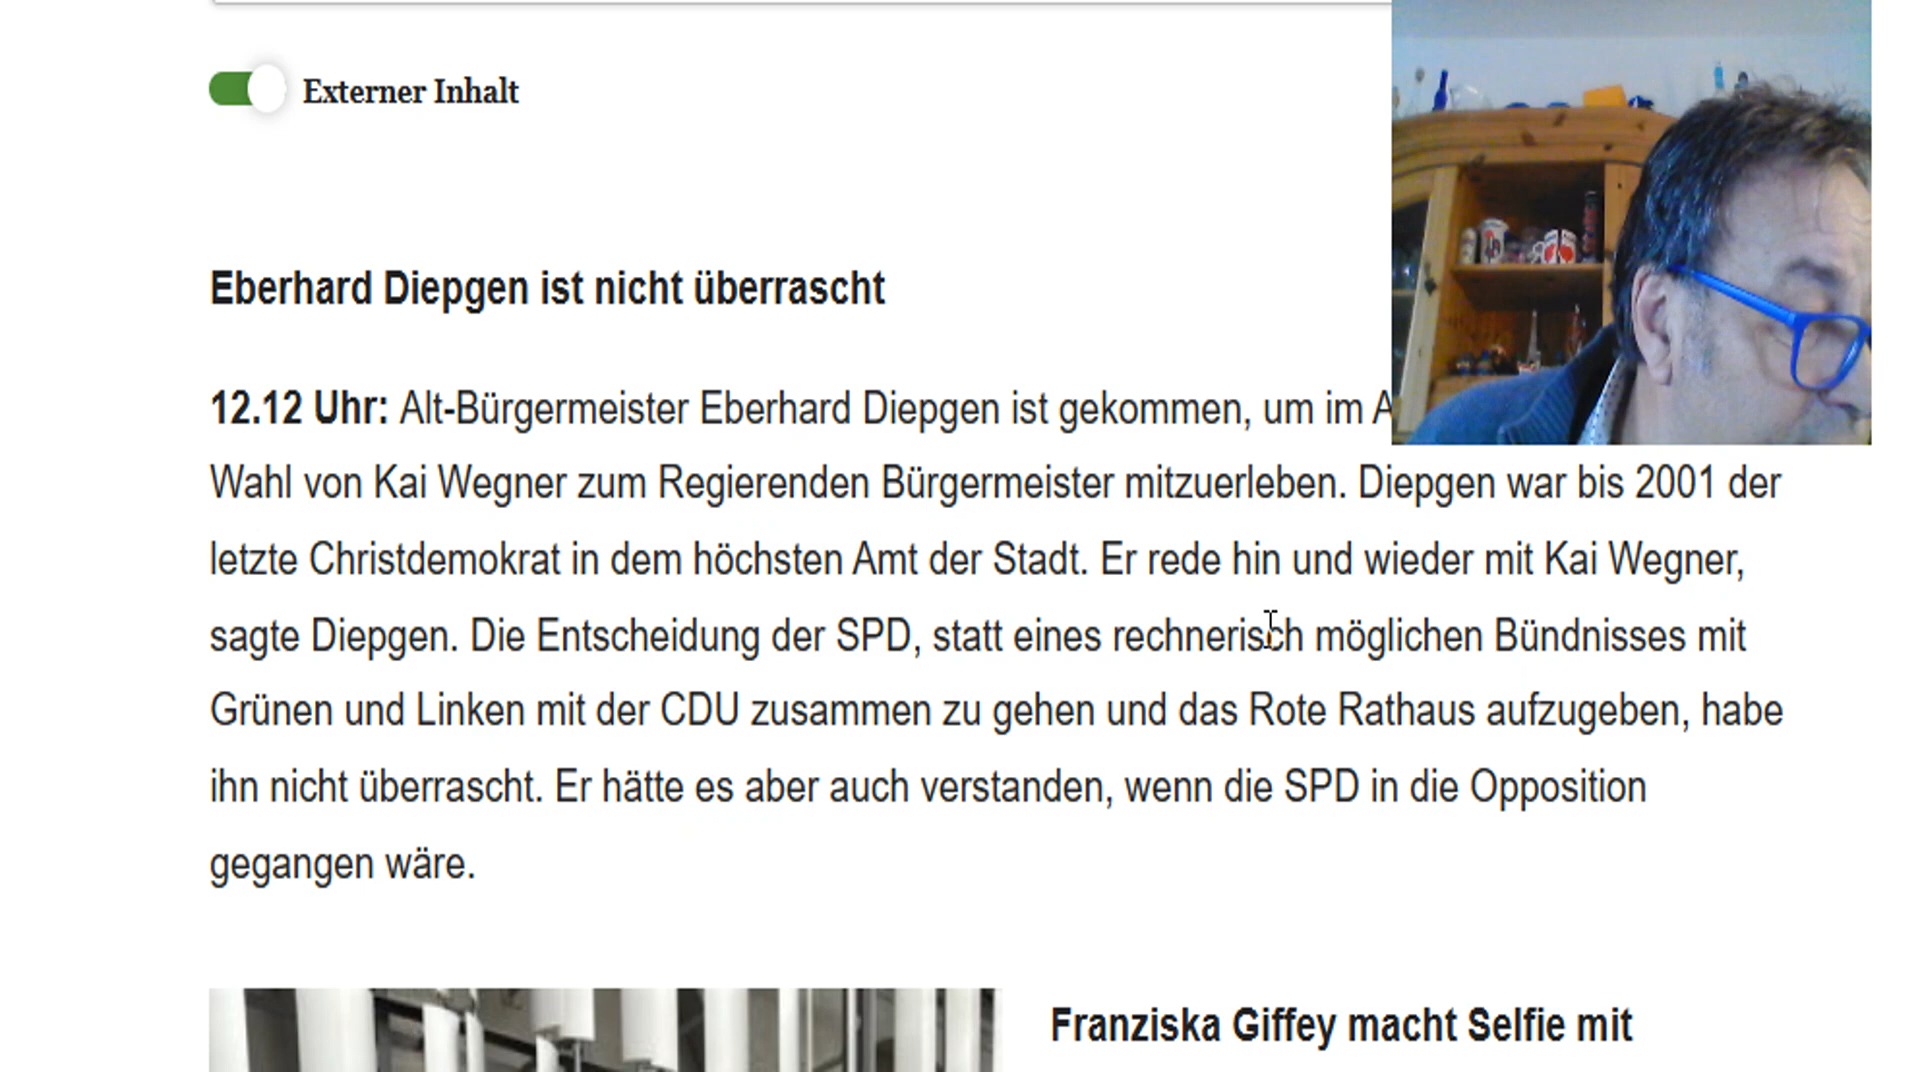 Externer Inhalt
Eberhard Diepgen ist nicht überrascht
12.12 Uhr: Alt-Bürgermeister Eberhard Diepgen ist gekommen, um im
Wahl von Kai Wegner zum Regierenden Bürgermeister mitzuerleben. Diepgen war bis 2001 der
letzte Christdemokrat in dem höchsten Amt der Stadt. Er rede hin und wieder mit Kai Wegner,
sagte Diepgen. Die Entscheidung der SPD, statt eines rechnerisch möglichen Bündnisses mit
Grünen und Linken mit der CDU zusammen zu gehen und das Rote Rathaus aufzugeben, habe
ihn nicht überrascht. Er hätte es aber auch verstanden, wenn die SPD in die Opposition
gegangen wäre.
Franziska Giffey macht Selfie mit